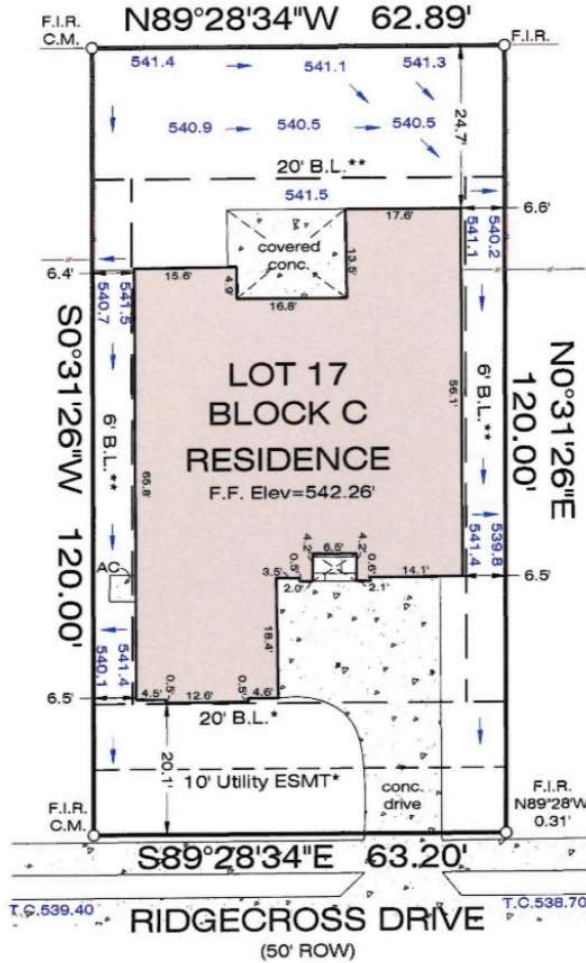 N89°28'34"W 62.89'
F.I.R.
C.M.
F.I.R.
541.4
541.1
541.3
540.9
540.5
540.5
24.7'
20' B.L.**
541.5
6.6'
17.6'
541.1
540.2
covered
conc.
13.5'
6.4'
15.6'
4.9'
16.8'
541.5
540.7
S0°31'26"W 120.00'
N0°31'26"E
120.00'
LOT 17
BLOCK C
RESIDENCE
F.F. Elev=542.26'
56.1'
6' B.L.**
6' B.L.**
65.8'
4.2'
6.5'
4.2'
539.8
541.4
AC
3.5'
0.5'
2.0'
2.1'
0.6'
14.1'
6.5'
18.4'
541.4
540.1
6.5'
4.5'
0.5'
12.6'
0.5'
4.6'
20' B.L.*
20.1'
10' Utility ESMT*
conc.
drive
F.I.R.
N89°28'W
0.31'
F.I.R.
C.M.
S89°28'34"E 63.20'
T.C.539.40
T.C.538.70
RIDGECROSS DRIVE
(50' ROW)